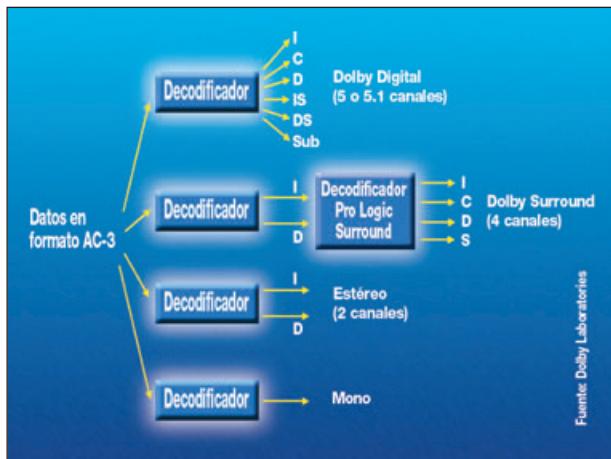 Datos en
formato AC-3
Decodificador
I
C
D
IS
DS
Sub
Dolby Digital
(5 o 5.1 canales)
Decodificador
I
D
Decodificador
Pro Logic
Surround
I
C
D
S
Dolby Surround
(4 canales)
Decodificador
I
D
Estéreo
(2 canales)
Decodificador
Mono
Fuente: Dolby Laboratories